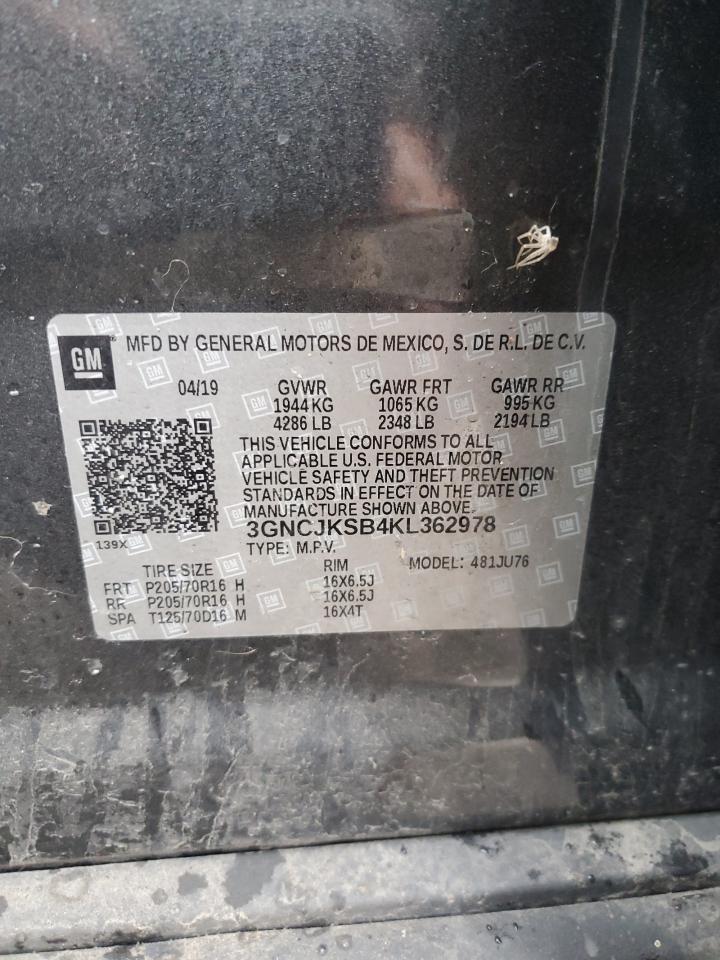 GM ® MFD BY GENERAL MOTORS DE MEXICO, S. DE R.L. DE C.V.
04/19 GVWR GAWR FRT GAWR RR
1944 KG 1065 KG 995 KG
4286 LB 2348 LB 2194 LB
THIS VEHICLE CONFORMS TO ALL
APPLICABLE U.S. FEDERAL MOTOR
VEHICLE SAFETY AND THEFT PREVENTION
STANDARDS IN EFFECT ON THE DATE OF
MANUFACTURE SHOWN ABOVE.
3GNCJKSB4KL362978
139X TYPE: M.P.V.
TIRE SIZE RIM MODEL: 481JU76
FRT P205/70R16 H 16X6.5J
RR P205/70R16 H 16X6.5J
SPA T125/70D16 M 16X4T